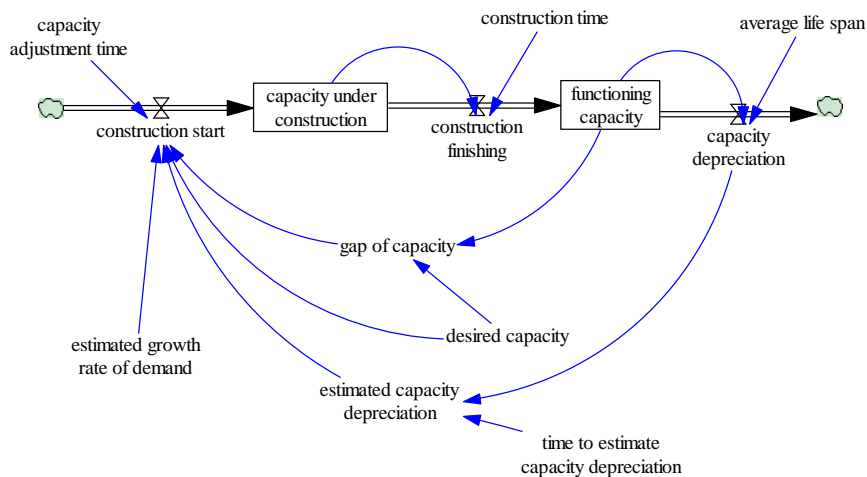 capacity
adjustment time
construction time
average life span
capacity under
construction
functioning
capacity
construction start
construction
finishing
capacity
depreciation
gap of capacity
desired capacity
estimated growth
rate of demand
estimated capacity
depreciation
time to estimate
capacity depreciation